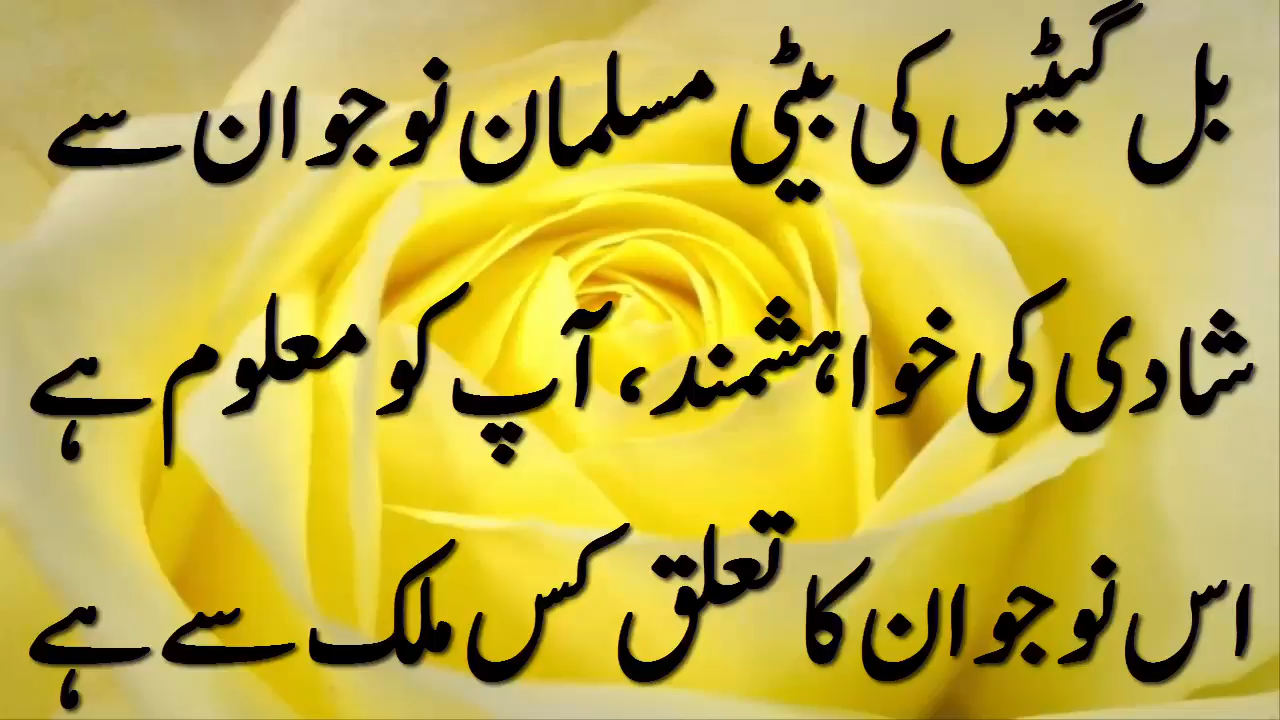 بل گیٹس کی بیٹی مسلمان نوجوان سے
شادی کی خواہشمند، آپ کو معلوم ہے
اس نوجوان کا تعلق کس ملک سے ہے